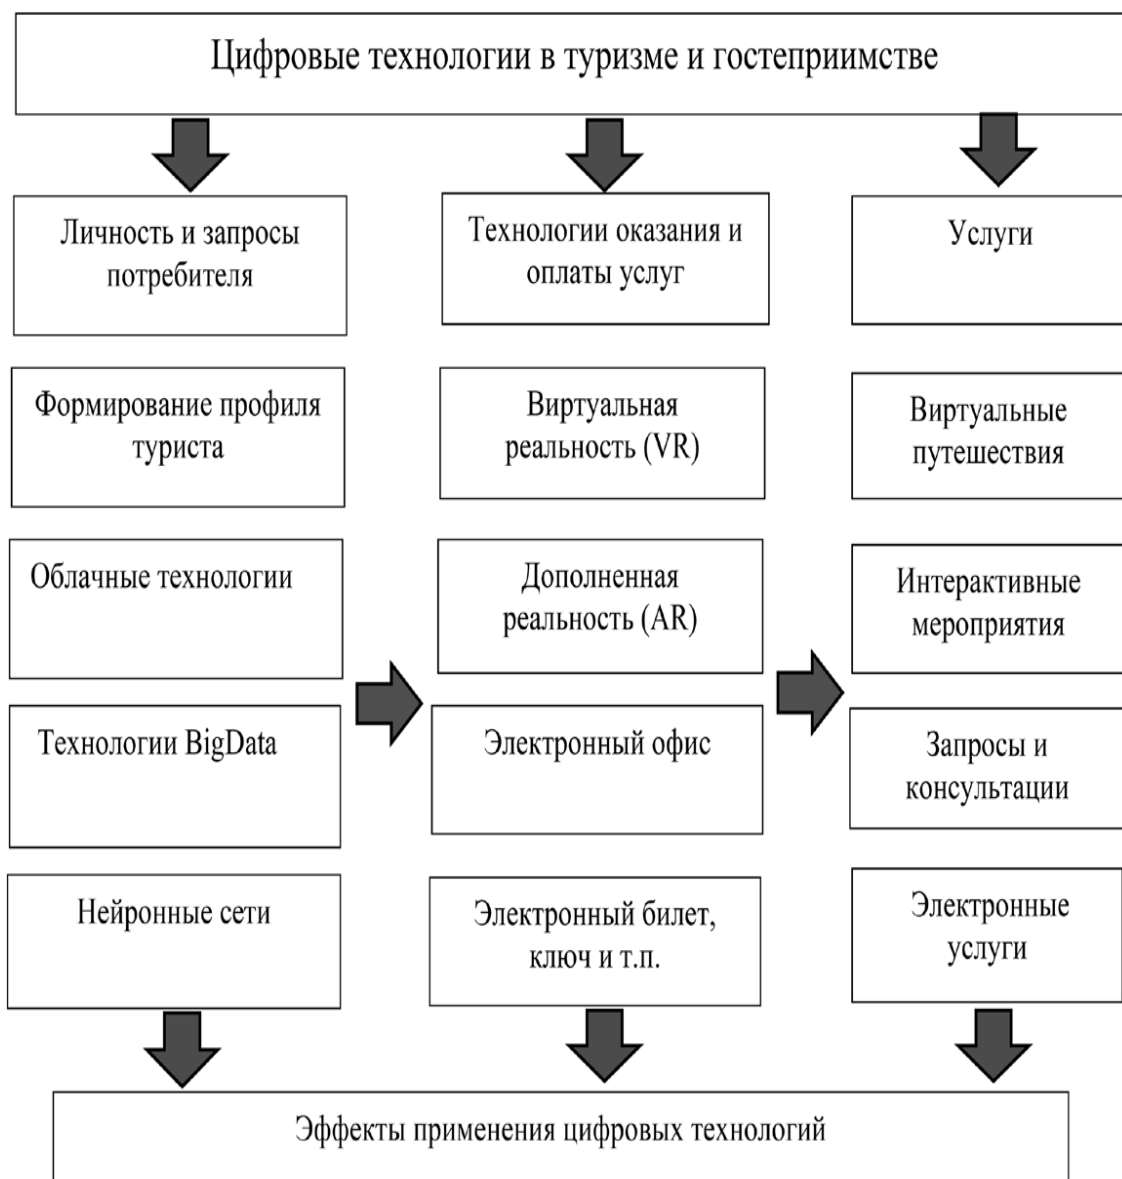 Цифровые технологии в туризме и гостеприимстве
Личность и запросы
потребителя
Технологии оказания и
оплаты услуг
Услуги
Формирование профиля
туриста
Виртуальная
реальность (VR)
Виртуальные
путешествия
Облачные технологии
Дополненная
реальность (AR)
Интерактивные
мероприятия
Технологии BigData
Электронный офис
Запросы и
консультации
Нейронные сети
Электронный билет,
ключ и т.п.
Электронные
услуги
Эффекты применения цифровых технологий